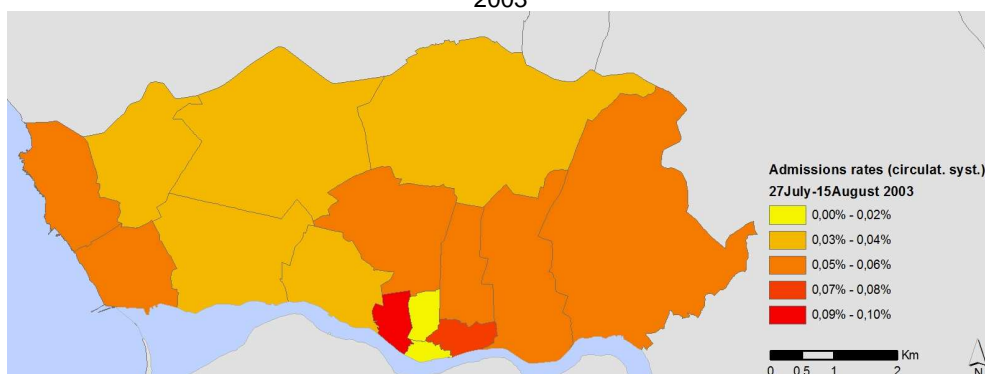 2003
Admissions rates (circulat. syst.)
27July-15August 2003
0,00% - 0,02%
0,03% - 0,04%
0,05% - 0,06%
0,07% - 0,08%
0,09% - 0,10%
Km
0 0.5 1 2
N